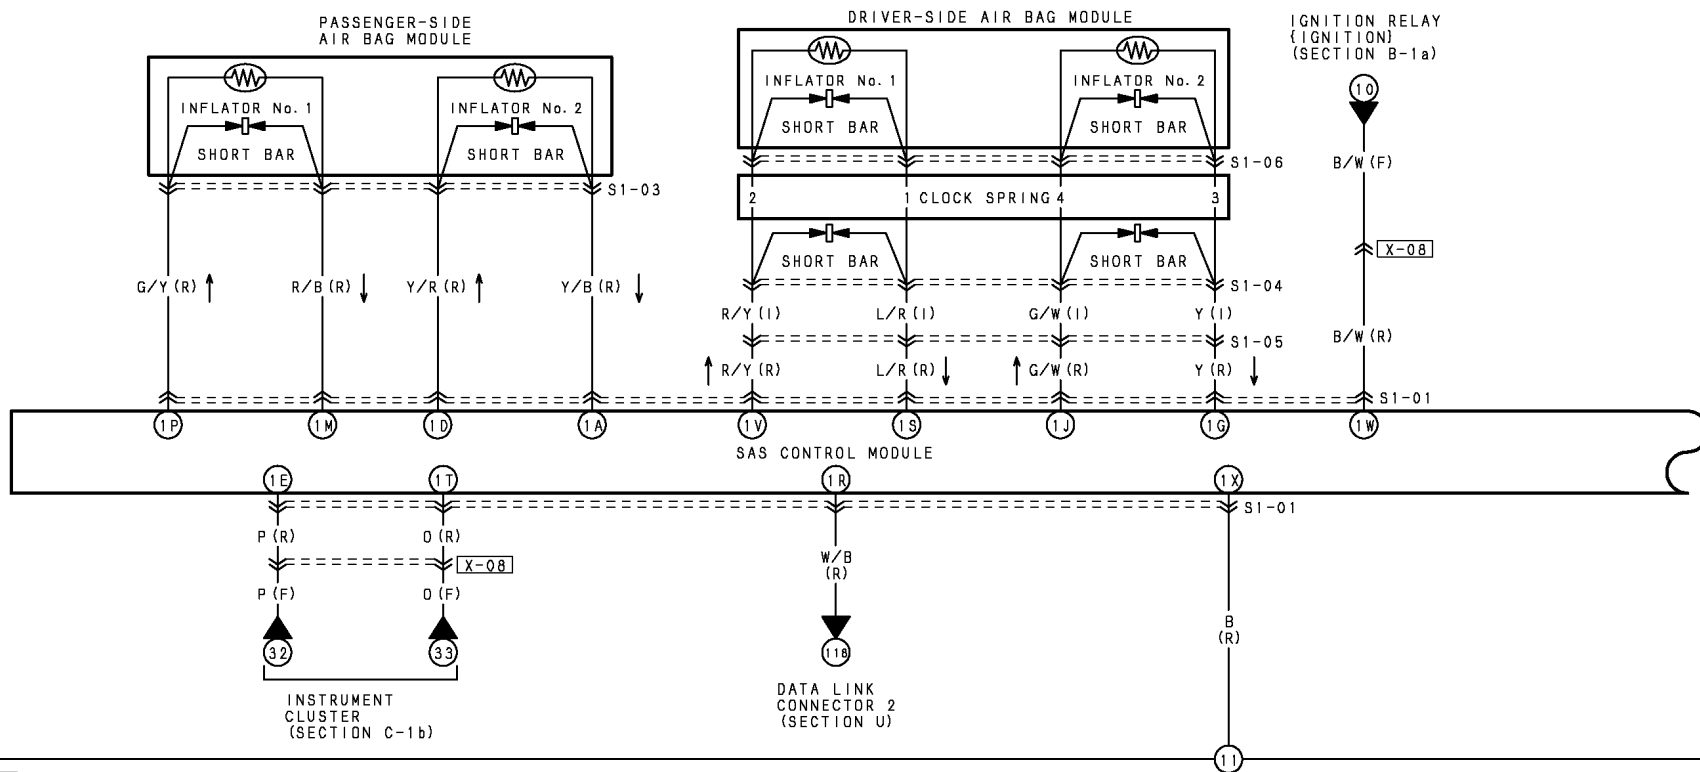 PASSENGER-SIDE
AIR BAG MODULE
DRIVER-SIDE AIR BAG MODULE
IGNITION RELAY
{IGNITION}
(SECTION B-1a)
INFLATOR No. 1
INFLATOR No. 2
INFLATOR No. 1
INFLATOR No. 2
10
SHORT BAR
SHORT BAR
SHORT BAR
SHORT BAR
S1-03
S1-06
B/W (F)
2
1
CLOCK SPRING
4
3
X-08
SHORT BAR
SHORT BAR
G/Y (R)
R/B (R)
Y/R (R)
Y/B (R)
S1-04
R/Y (I)
L/R (I)
G/W (I)
Y (I)
S1-05
B/W (R)
R/Y (R)
L/R (R)
G/W (R)
Y (R)
S1-01
1P
1M
1D
1A
1V
1S
1J
1G
1W
SAS CONTROL MODULE
1E
1T
1R
1X
S1-01
P (R)
O (R)
W/B
(R)
X-08
P (F)
O (F)
B
(R)
32
33
118
INSTRUMENT
CLUSTER
(SECTION C-1b)
DATA LINK
CONNECTOR 2
(SECTION U)
11